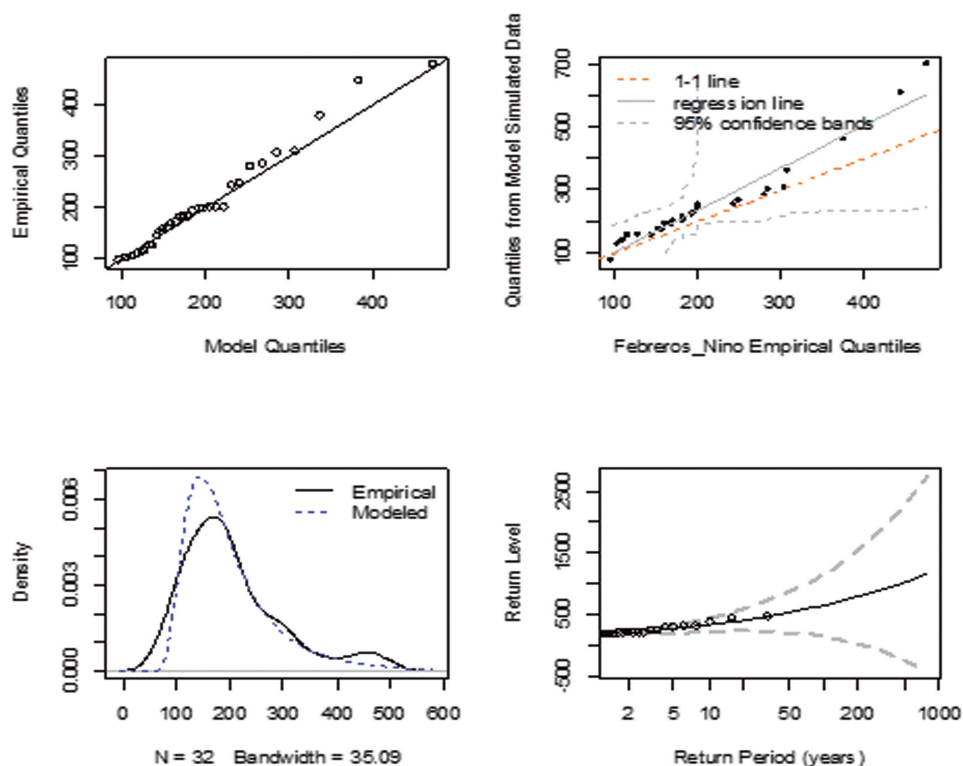 Empirical Quantiles
400
300
200
100
100
200
300
400
Model Quantiles
Quantiles from Model Simulated Data
700
500
300
100
1-1 line
regression line
95% confidence bands
100
200
300
400
Febreros_Nino Empirical Quantiles
Density
0.006
0.003
0.000
Empirical
Modeled
0
100
200
300
400
500
600
N = 32 Bandwidth = 35.09
Return Level
2500
1500
500
-500
2
5
10
50
200
1000
Return Period (years)